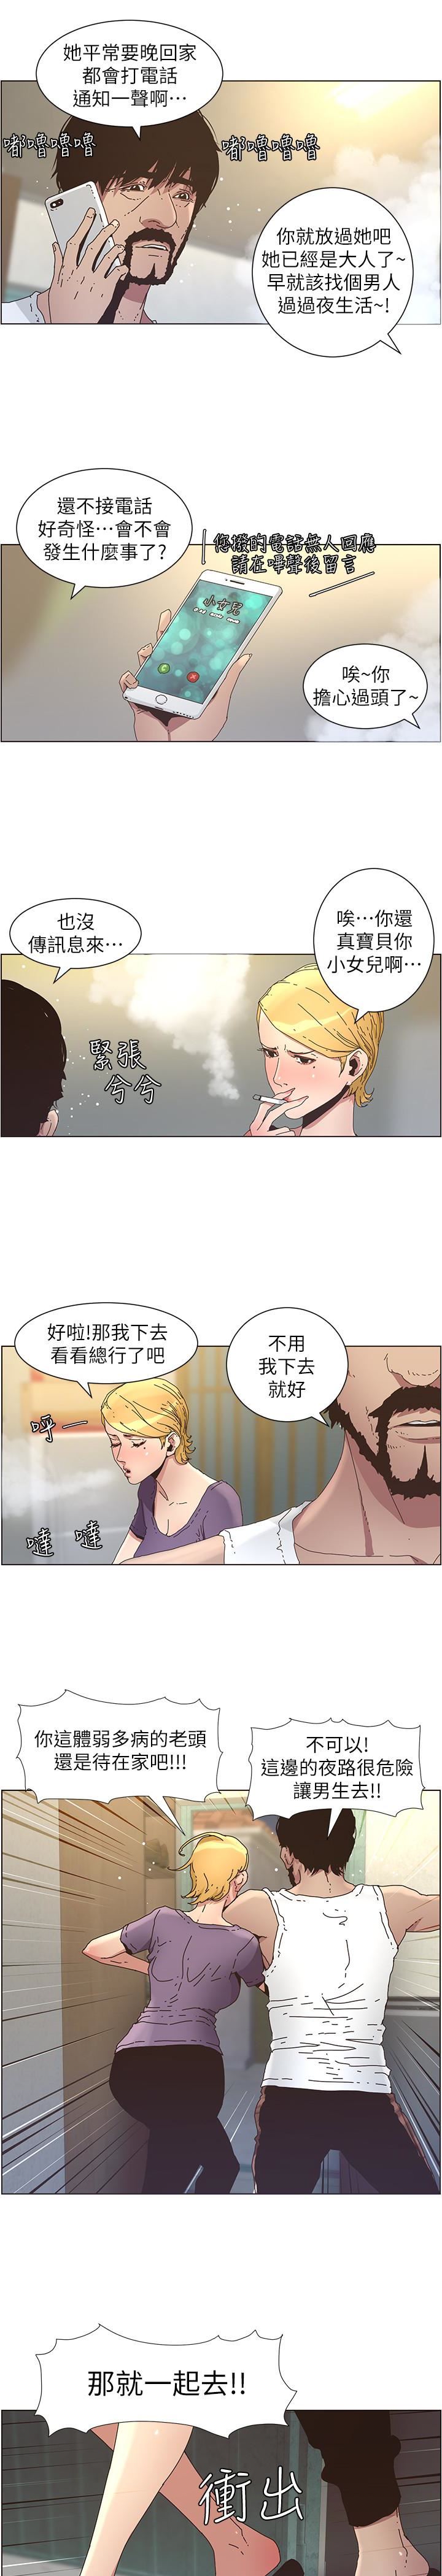 她平常要晚回家
都會打電話
通知一聲啊⋯
嘟嚕嚕嚕
嘟嚕嚕嚕
你就放過她吧
她已經是大人了~
早就該找個男人
過過夜生活~!
還不接電話
好奇怪⋯會不會
發生什麼事了?
您撥的電話無人回應
請在嗶聲後留言
小女兒
唉~你
擔心過頭了~
也沒
傳訊息來⋯
唉⋯你還
真寶貝你
小女兒啊⋯
緊張
兮兮
好啦!那我下去
看看總行了吧
不用
我下去
就好
呼—
噠 噠
你這體弱多病的老頭
還是待在家吧!!!
不可以!
這邊的夜路很危險
讓男生去!!
那就一起去!!
衝出